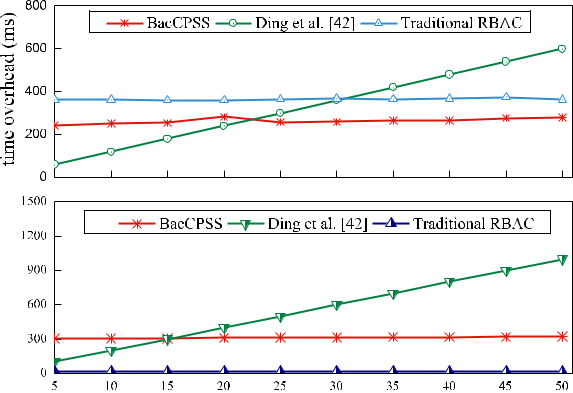 800
BacCPSS Ding et al. [42] Traditional RBAC
600
400
200
0
time overhead (ms)
1500
BacCPSS Ding et al. [42] Traditional RBAC
1200
900
600
300
0
5 10 15 20 25 30 35 40 45 50